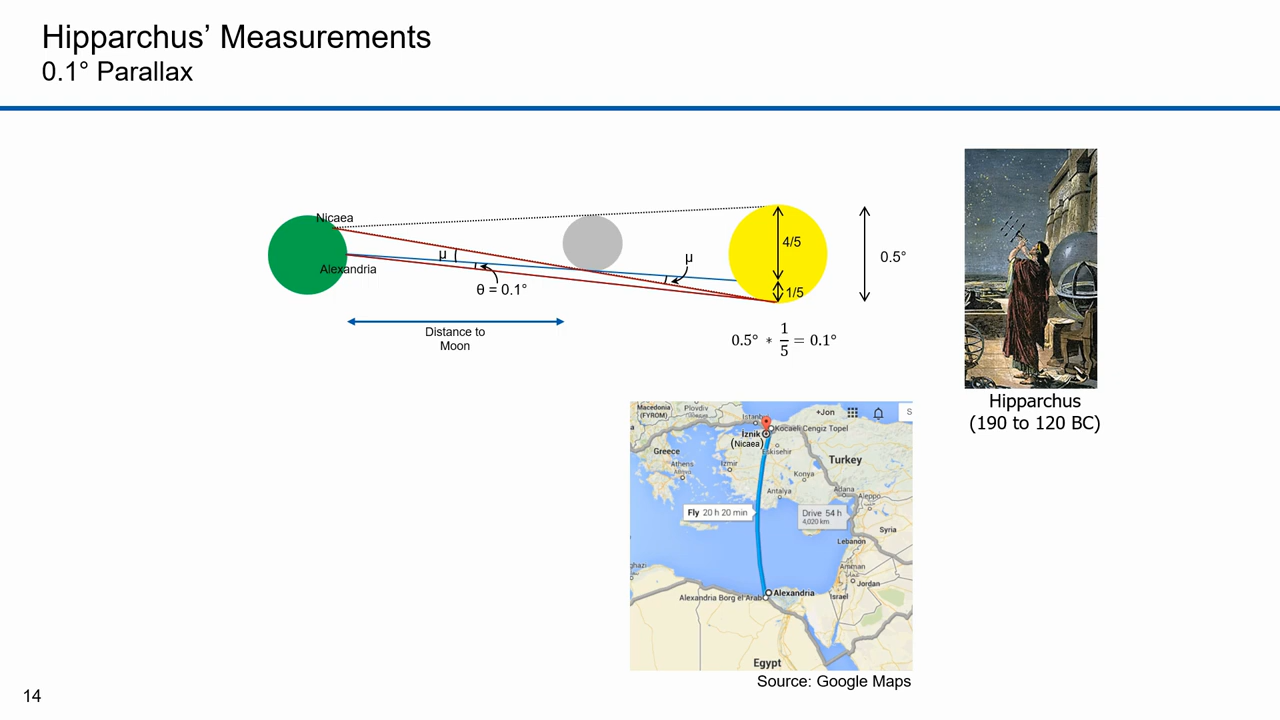 Hipparchus’ Measurements
0.1° Parallax
Nicaea
Alexandria
μ
θ = 0.1°
μ
4/5
1/5
0.5°
Distance to
Moon
0.5° * 1/5 = 0.1°
Hipparchus
(190 to 120 BC)
Macedonia
(FYROM)
Plovdiv
Istanb
+Jon
S
Kocaeli Cengiz Topel
Iznik
(Nicaea)
Eskisehir
Greece
Athens
Izmir
Turkey
Konya
Antalya
Adana
Aleppo
Fly 20 h 20 min
Drive 54 h
4,020 km
Syria
Lebanon
Amman
Jordan
Israel
ghazi
Alexandria
Alexandria Borg el Arab
Egypt
Source: Google Maps
14